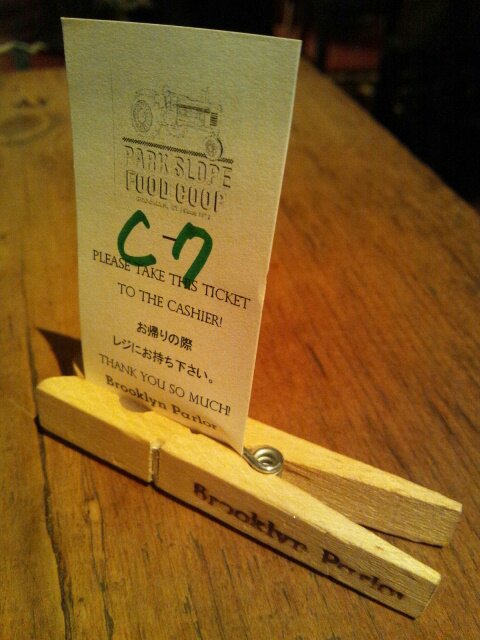 PARK SLOPE
FOOD COOP
C-7
PLEASE TAKE THIS TICKET
TO THE CASHIER!
お帰りの際
レジにお持ち下さい。
THANK YOU SO MUCH!
Brooklyn Parlor
Brooklyn Parlor